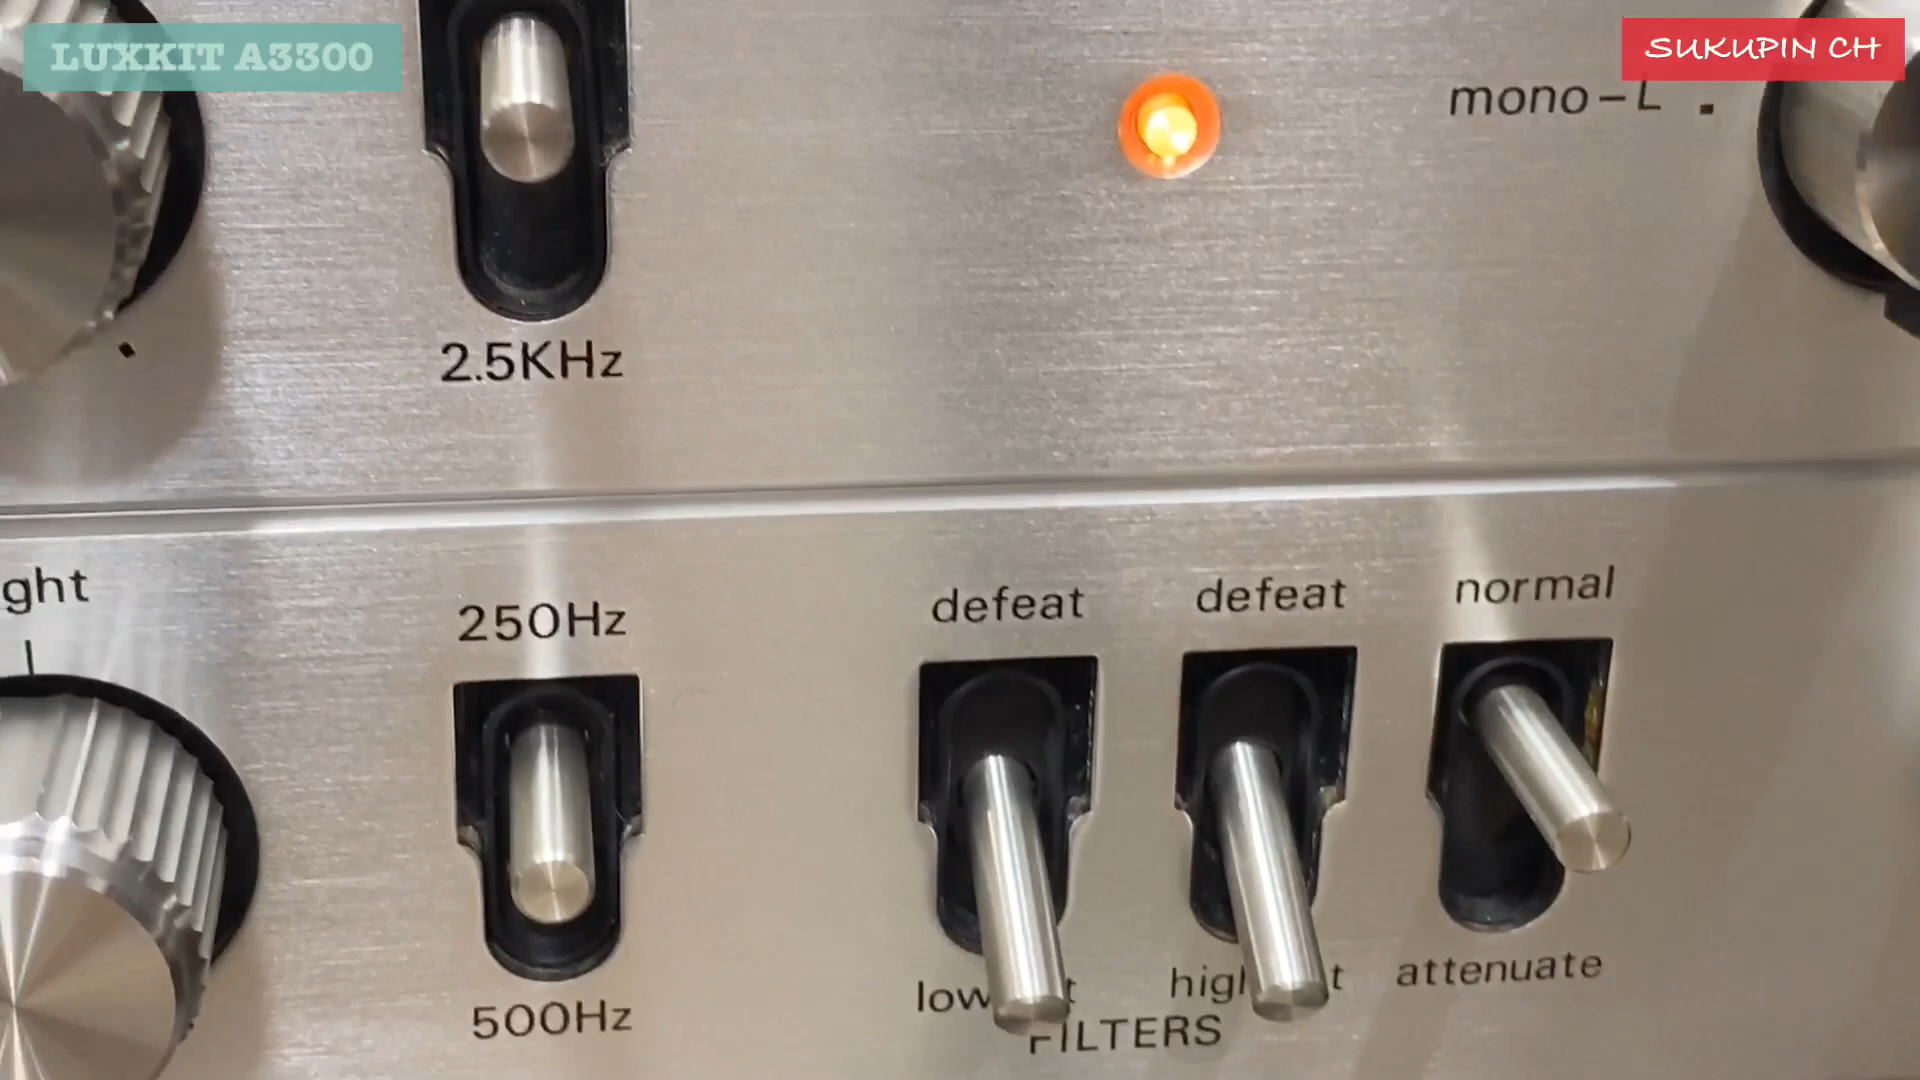 LUXKIT A3300
SUKUPIN CH
mono-L
2.5KHz
ght
250Hz
defeat
defeat
normal
500Hz
attenuate
FILTERS